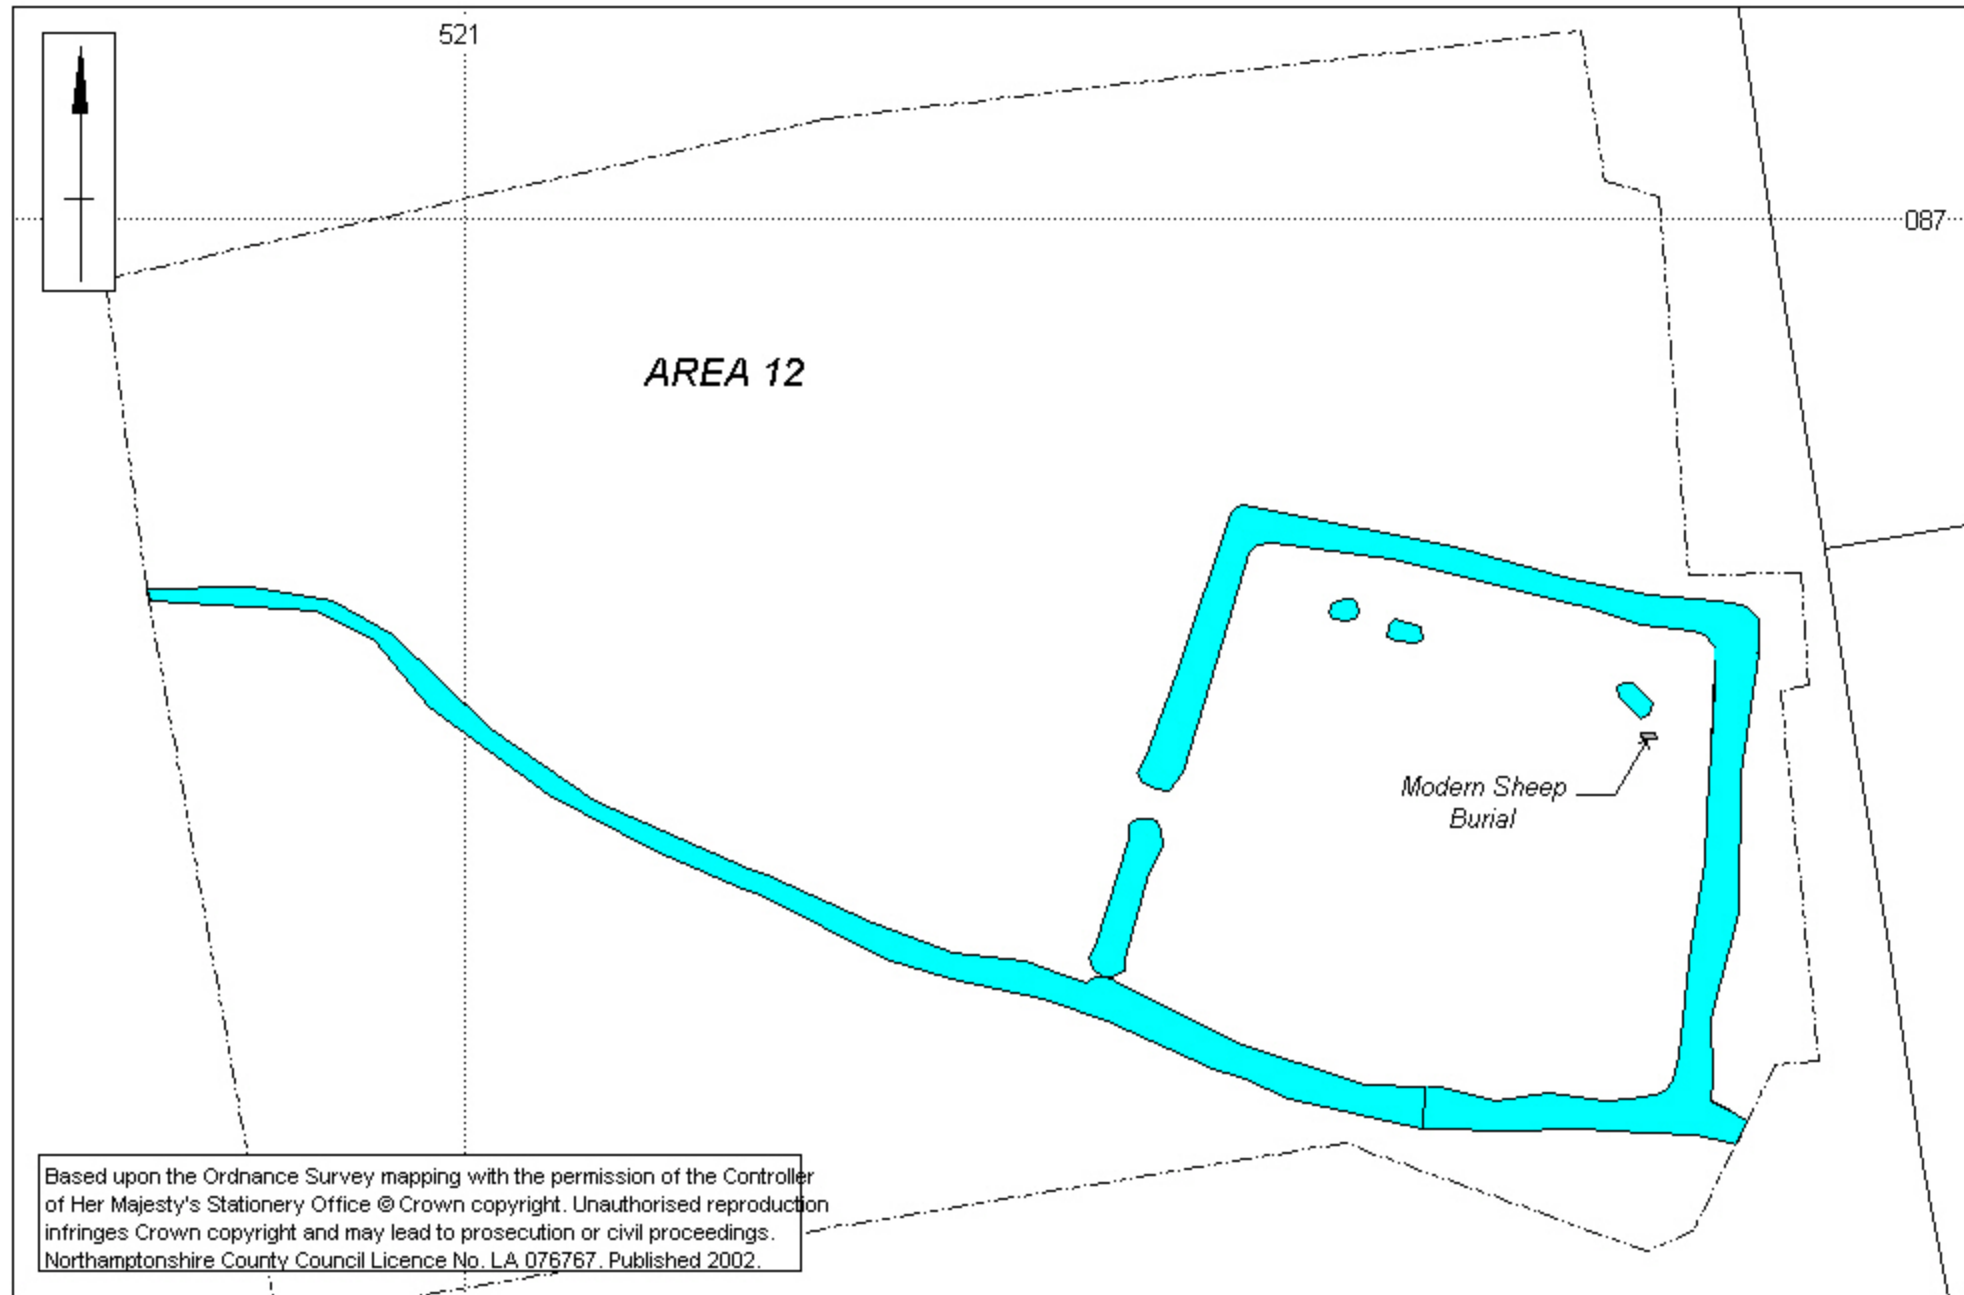 521
087
AREA 12
Modern Sheep
Burial
Based upon the Ordnance Survey mapping with the permission of the Controller
of Her Majesty's Stationery Office © Crown copyright. Unauthorised reproduction
infringes Crown copyright and may lead to prosecution or civil proceedings.
Northamptonshire County Council Licence No. LA 076767. Published 2002.